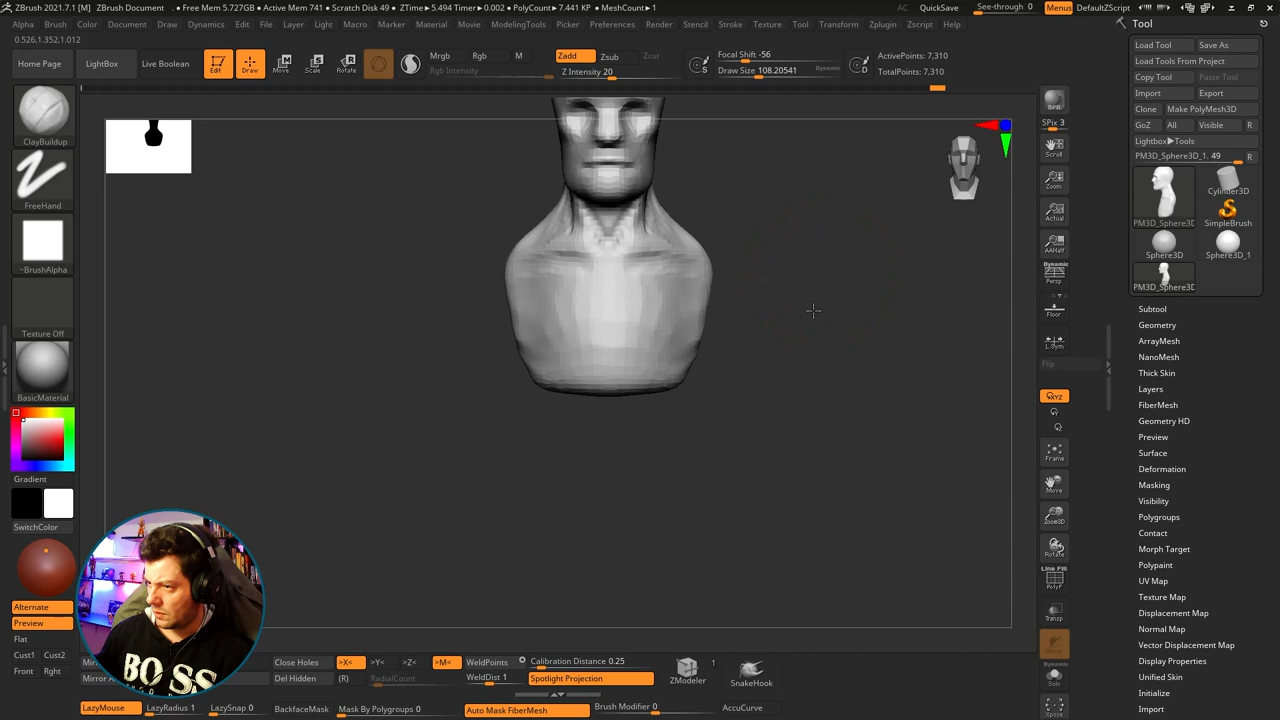 ZBrush 2021.7.1 [M] ZBrush Document . • Free Mem 5.727GB • Active Mem 741 • Scratch Disk 49 • ZTime▸5.494 Timer▸0.002 • PolyCount▸7.441 KP • MeshCount▸1 AC QuickSave See-through 0 Menus DefaultZScript
Alpha Brush Color Document Draw Dynamics Edit File Layer Light Macro Marker Material Movie ModelingTools Picker Preferences Render Stencil Stroke Texture Tool Transform Zplugin Zscript Help
0.526,1.352,1.012
Home Page
LightBox
Live Boolean
Edit
Draw
Move
Scale
Rotate
Mrgb Rgb M
Rgb Intensity
Zadd Zsub Zcut
Z Intensity 20
S
Focal Shift -56
Draw Size 108.20541 Dynamic
D
ActivePoints: 7,310
TotalPoints: 7,310
ClayBuildup
FreeHand
~BrushAlpha
Texture Off
BasicMaterial
Gradient
SwitchColor
Alternate
Preview
Flat
Cust1 Cust2
Front Rght
BOSS
BPR
SPix 3
Scroll
Zoom
Actual
AAHalf
Dynamic
Persp
Floor
L.Sym
Flip
XYZ
Frame
Move
Zoom3D
Rotate
Line Fill
PolyF
Transp
Ghost
Dynamic
Solo
Xpose
Tool
Load Tool Save As
Load Tools From Project
Copy Tool Paste Tool
Import Export
Clone Make PolyMesh3D
GoZ All Visible R
Lightbox▸Tools
PM3D_Sphere3D_1. 49 R
PM3D_Sphere3D
Cylinder3D
SimpleBrush
Sphere3D
Sphere3D_1
PM3D_Sphere3D
Subtool
Geometry
ArrayMesh
NanoMesh
Thick Skin
Layers
FiberMesh
Geometry HD
Preview
Surface
Deformation
Masking
Visibility
Polygroups
Contact
Morph Target
Polypaint
UV Map
Texture Map
Displacement Map
Normal Map
Vector Displacement Map
Display Properties
Unified Skin
Initialize
Import
Close Holes >X< >Y< >Z< >M< WeldPoints Calibration Distance 0.25
Del Hidden (R) RadialCount WeldDist 1 Spotlight Projection
ZModeler 1
SnakeHook
LazyMouse LazyRadius 1 LazySnap 0 BackfaceMask Mask By Polygroups 0 Auto Mask FiberMesh Brush Modifier 0 AccuCurve